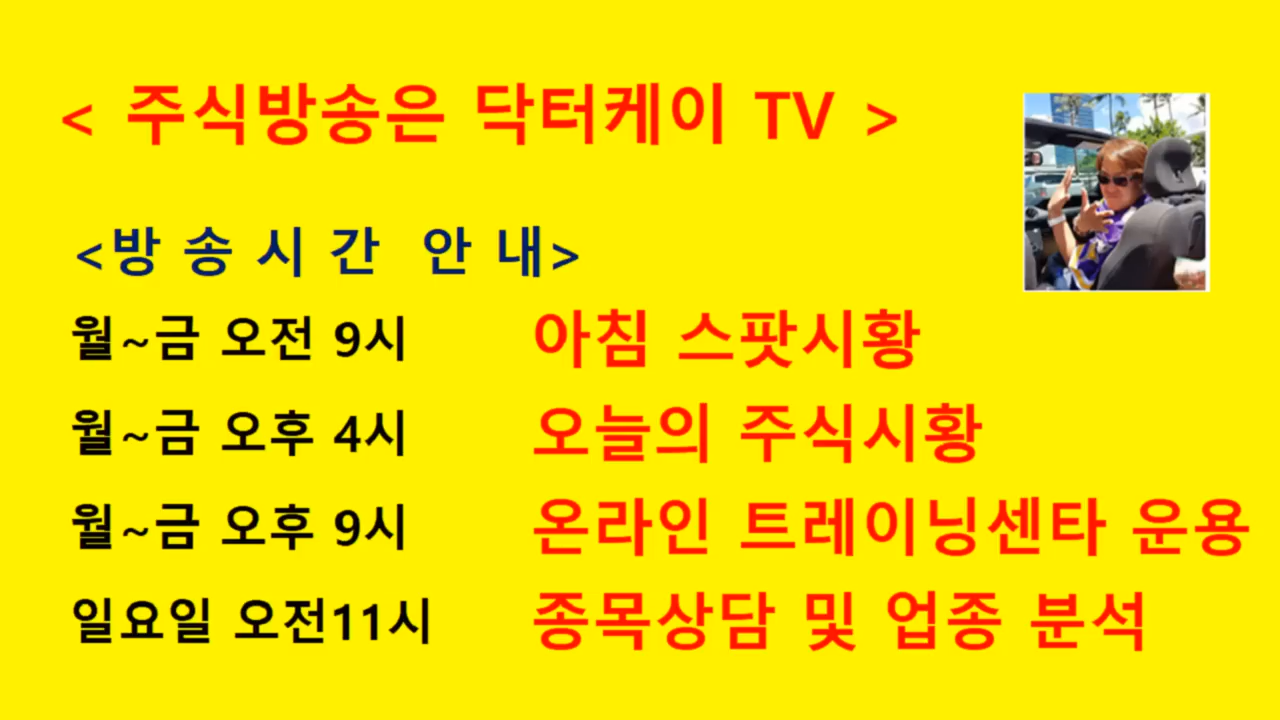 < 주식방송은 닥터케이 TV >
<방 송 시 간 안 내>
월~금 오전 9시 아침 스팟시황
월~금 오후 4시 오늘의 주식시황
월~금 오후 9시 온라인 트레이닝센타 운용
일요일 오전11시 종목상담 및 업종 분석